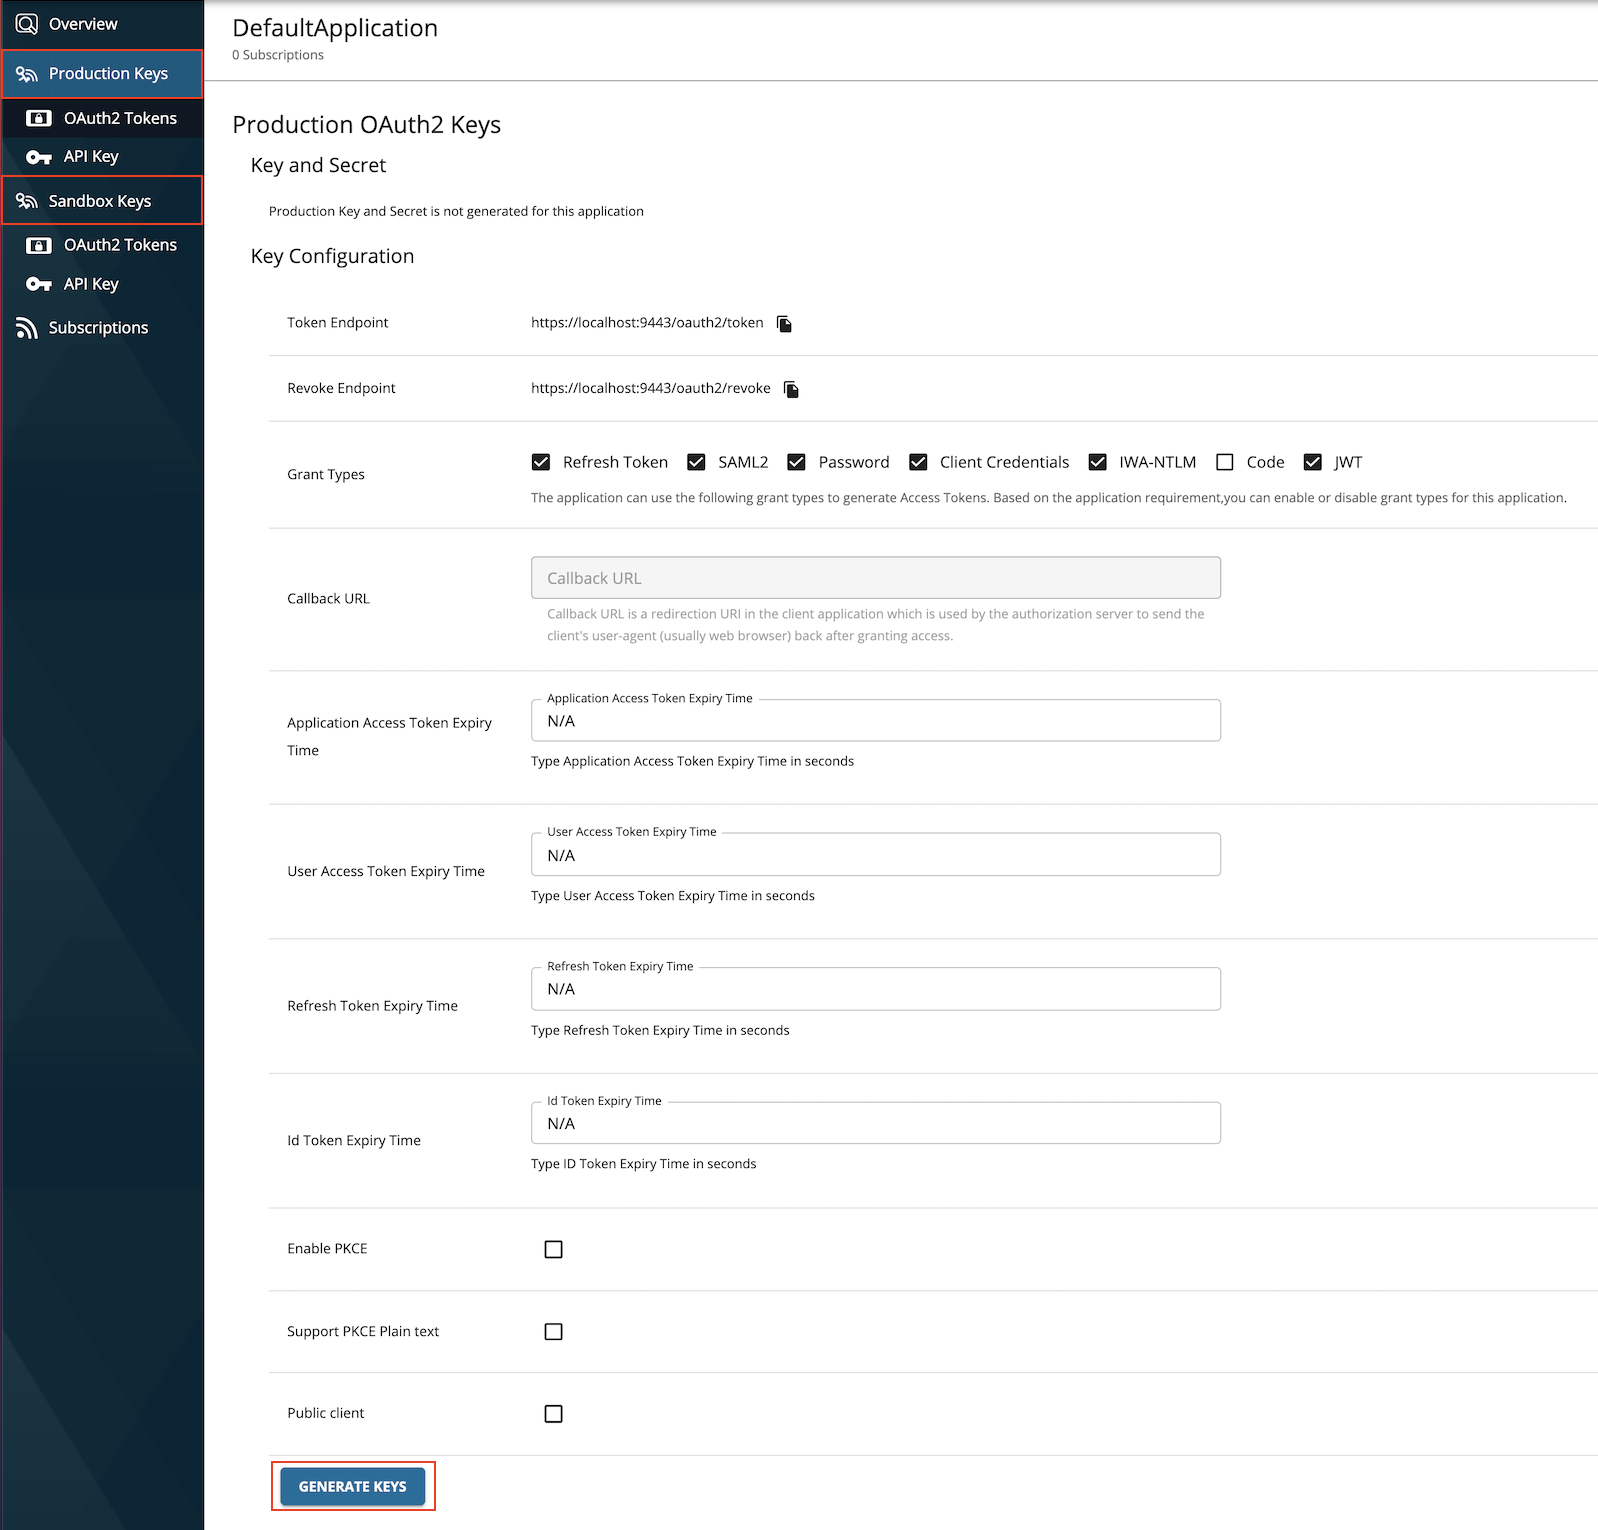 Overview
Production Keys
OAuth2 Tokens
API Key
Sandbox Keys
OAuth2 Tokens
API Key
Subscriptions
DefaultApplication
0 Subscriptions
Production OAuth2 Keys
Key and Secret
Production Key and Secret is not generated for this application
Key Configuration
Token Endpoint
https://localhost:9443/oauth2/token
Revoke Endpoint
https://localhost:9443/oauth2/revoke
Grant Types
Refresh Token SAML2 Password Client Credentials IWA-NTLM Code JWT
The application can use the following grant types to generate Access Tokens. Based on the application requirement,you can enable or disable grant types for this application.
Callback URL
Callback URL
Callback URL is a redirection URI in the client application which is used by the authorization server to send the
client's user-agent (usually web browser) back after granting access.
Application Access Token Expiry
Time
Application Access Token Expiry Time
N/A
Type Application Access Token Expiry Time in seconds
User Access Token Expiry Time
User Access Token Expiry Time
N/A
Type User Access Token Expiry Time in seconds
Refresh Token Expiry Time
Refresh Token Expiry Time
N/A
Type Refresh Token Expiry Time in seconds
Id Token Expiry Time
Id Token Expiry Time
N/A
Type ID Token Expiry Time in seconds
Enable PKCE
Support PKCE Plain text
Public client
GENERATE KEYS